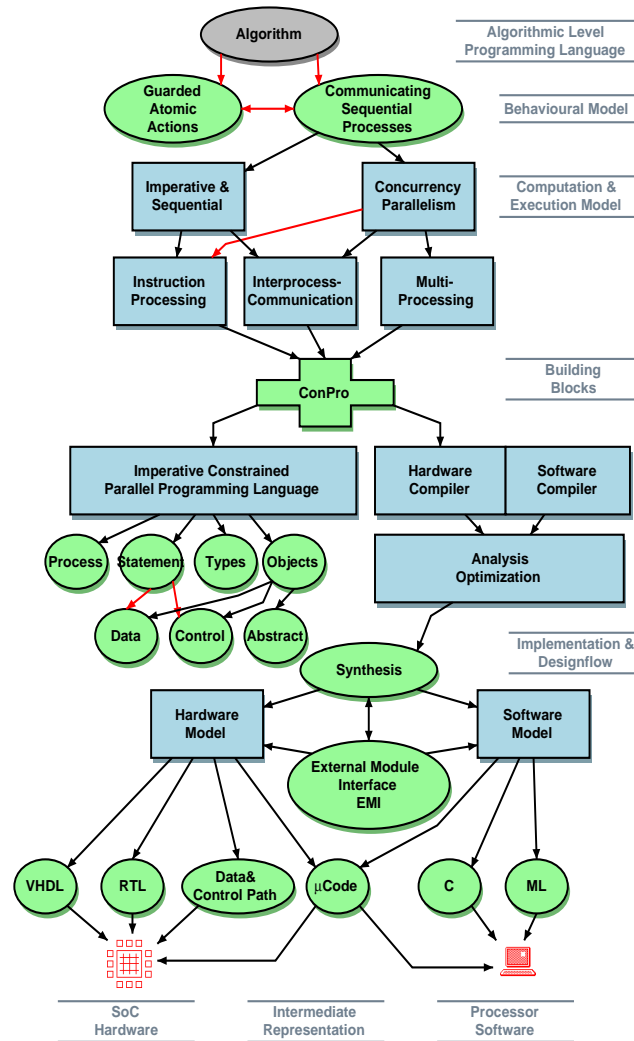 Algorithm
Algorithmic Level
Programming Language
Guarded
Atomic
Actions
Communicating
Sequential
Processes
Behavioural Model
Imperative &
Sequential
Concurrency
Parallelism
Computation &
Execution Model
Instruction
Processing
Interprocess-
Communication
Multi-
Processing
ConPro
Building
Blocks
Imperative Constrained
Parallel Programming Language
Hardware
Compiler
Software
Compiler
Process
Statement
Types
Objects
Analysis
Optimization
Data
Control
Abstract
Implementation &
Designflow
Synthesis
Hardware
Model
Software
Model
External Module
Interface
EMI
VHDL
RTL
Data&
Control Path
μCode
C
ML
SoC
Hardware
Intermediate
Representation
Processor
Software